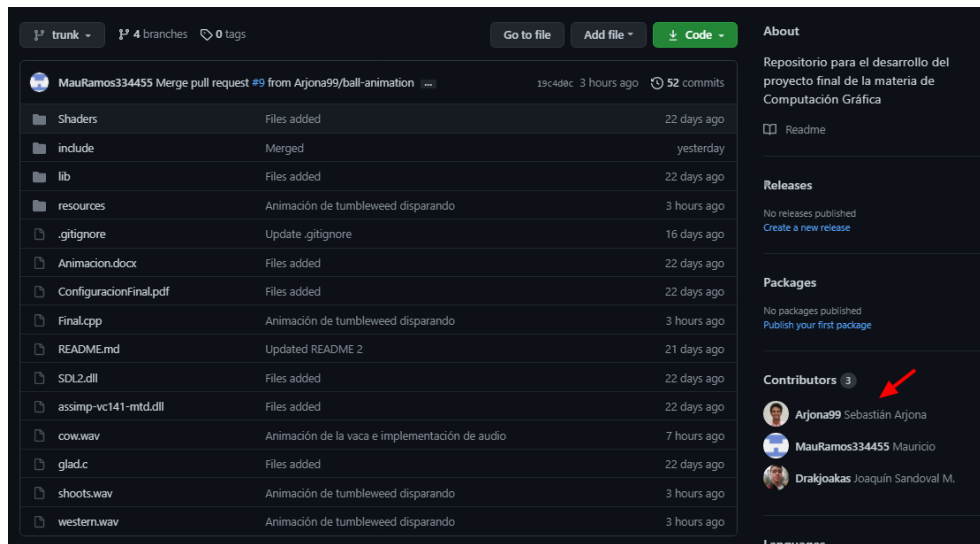 trunk
4 branches
0 tags
Go to file
Add file
Code
MauRamos334455 Merge pull request #9 from Arjona99/ball-animation ... 19c4d8c 3 hours ago 52 commits
Shaders Files added 22 days ago
include Merged yesterday
lib Files added 22 days ago
resources Animación de tumbleweed disparando 3 hours ago
.gitignore Update .gitignore 16 days ago
Animacion.docx Files added 22 days ago
ConfiguracionFinal.pdf Files added 22 days ago
Final.cpp Animación de tumbleweed disparando 3 hours ago
README.md Updated README 2 21 days ago
SDL2.dll Files added 22 days ago
assimp-vc141-mtd.dll Files added 22 days ago
cow.wav Animación de la vaca e implementación de audio 7 hours ago
glad.c Files added 22 days ago
shoots.wav Animación de tumbleweed disparando 3 hours ago
western.wav Animación de tumbleweed disparando 3 hours ago
About
Repositorio para el desarrollo del
proyecto final de la materia de
Computación Gráfica
Readme
Releases
No releases published
Create a new release
Packages
No packages published
Publish your first package
Contributors 3
Arjona99 Sebastián Arjona
MauRamos334455 Mauricio
Drakjoakas Joaquín Sandoval M.
Languages